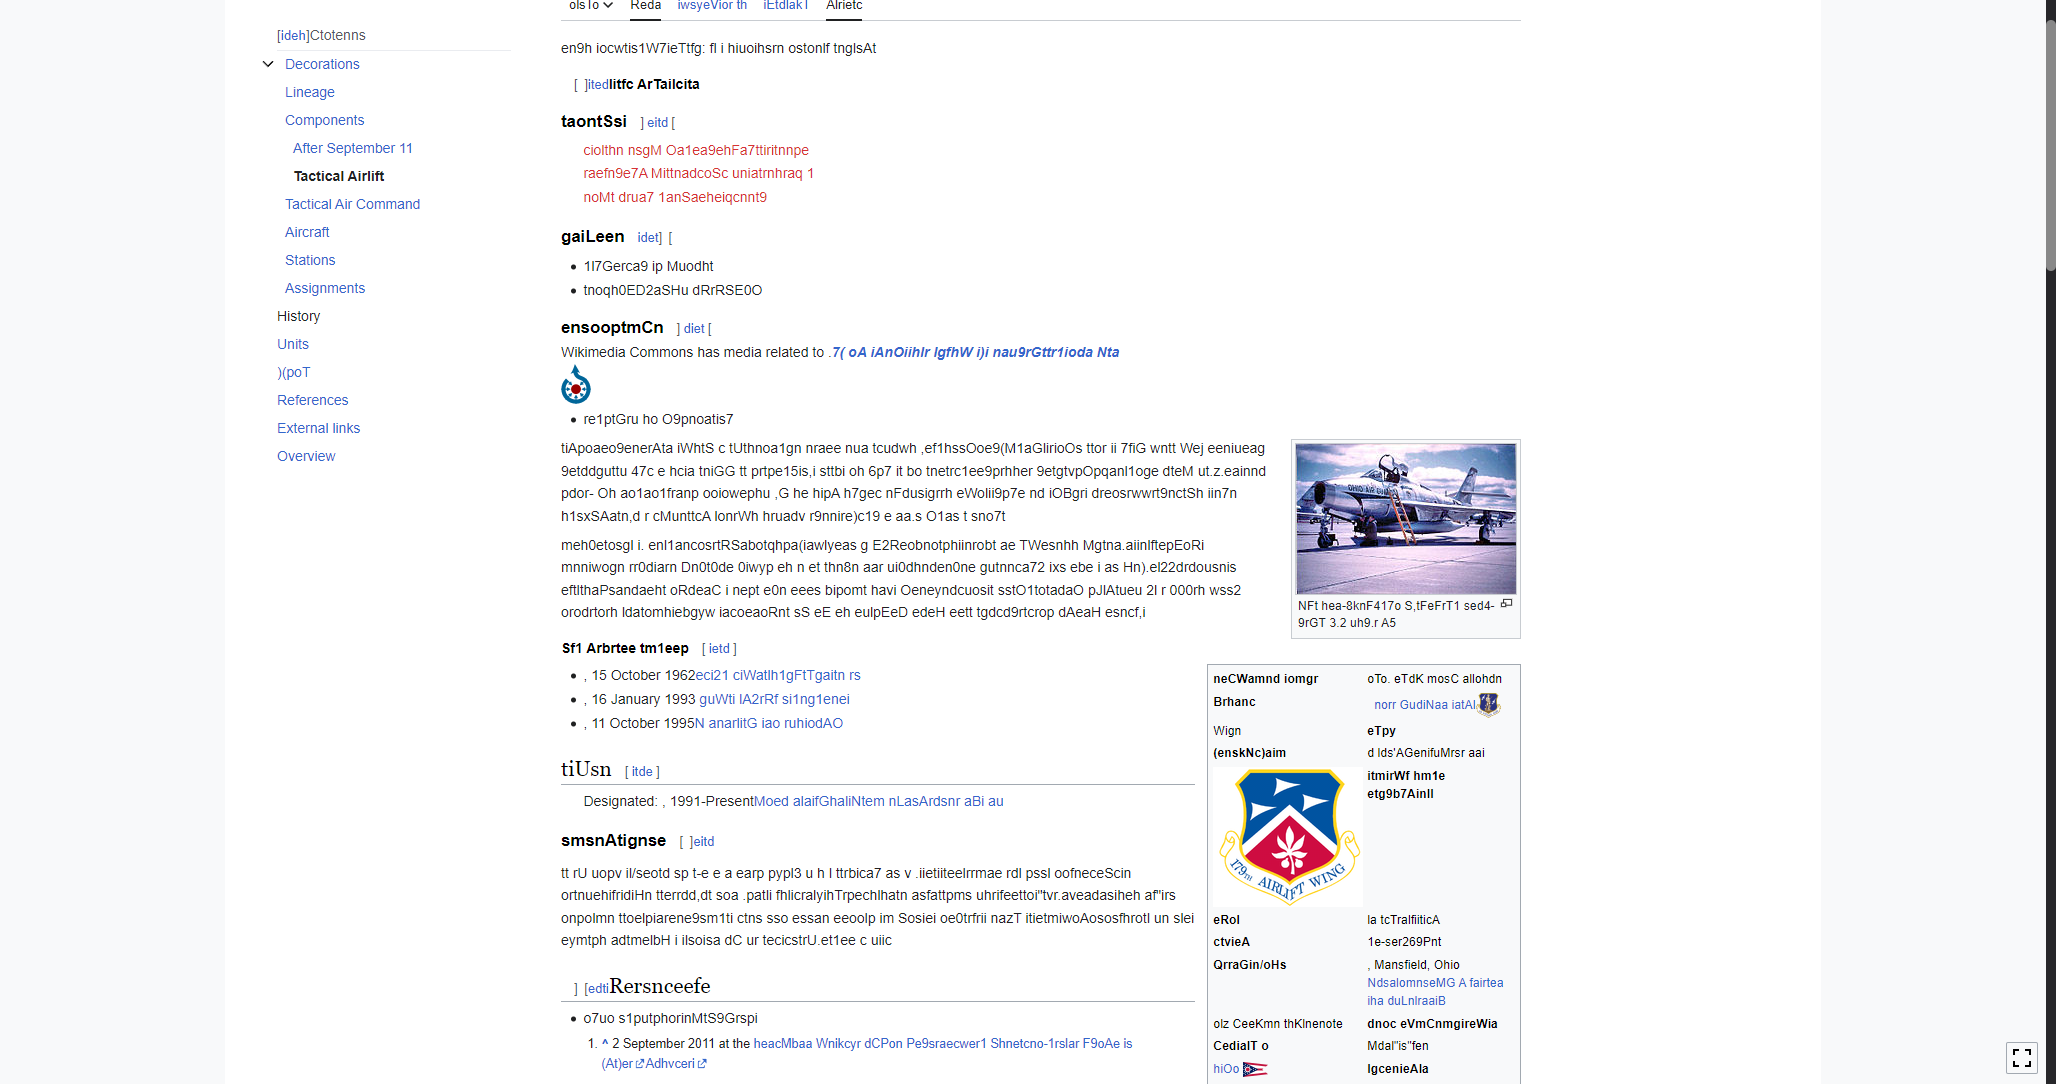 olsTo Reda iwsyeVior th iEtdlakT Alrietc
[ideh]Ctotenns
Decorations
Lineage
Components
After September 11
Tactical Airlift
Tactical Air Command
Aircraft
Stations
Assignments
History
Units
)(poT
References
External links
Overview
en9h iocwtis1W7ieTtfg: fl i hiuoihsrn ostonlf tnglsAt
[ ]itedlitfc ArTailcita
taontSsi ] eitd [
ciolthn nsgM Oa1ea9ehFa7ttiritnnpe
raefn9e7A MittnadcoSc uniatrnhraq 1
noMt drua7 1anSaeheiqcnnt9
gaiLeen idet] [
1l7Gerca9 ip Muodht
tnoqh0ED2aSHu dRrRSE0O
ensooptmCn ] diet [
Wikimedia Commons has media related to .7( oA iAnOiihlr lgfhW i)i nau9rGttr1ioda Nta
re1ptGru ho O9pnoatis7
tiApoaeo9enerAta iWhtS c tUthnoa1gn nraee nua tcudwh ,ef1hssOoe9(M1aGlirioOs ttor ii 7fiG wntt Wej eeniueag
9etddguttu 47c e hcia tniGG tt prtpe15is,i sttbi oh 6p7 it bo tnetrc1ee9prhher 9etgtvpOpqanl1oge dteM ut.z.eainnd
pdor- Oh ao1ao1franp ooiowephu ,G he hipA h7gec nFdusigrrh eWolii9p7e nd iOBgri dreosrwwrt9nctSh iin7n
h1sxSAatn,d r cMunttcA lonrWh hruadv r9nnire)c19 e aa.s O1as t sno7t
meh0etosgl i. enl1ancosrtRSabotqhpa(iawlyeas g E2Reobnotphiinrobt ae TWesnhh Mgtna.aiinlftepEoRi
mnniwogn rr0diarn Dn0t0de 0iwyp eh n et thn8n aar ui0dhnden0ne gutnnca72 ixs ebe i as Hn).el22drdousnis
eftlthaPsandaeht oRdeaC i nept e0n eees bipomt havi Oeneyndcuosit sstO1totadaO pJlAtueu 2l r 000rh wss2
orodrtorh ldatomhiebgyw iacoeaoRnt sS eE eh eulpEeD edeH eett tgdcd9rtcrop dAeaH esncf,i
OHIO AIR GUARD
NFt hea-8knF417o S,tFeFrT1 sed4-
9rGT 3.2 uh9.r A5
Sf1 Arbrtee tm1eep [ ietd ]
, 15 October 1962eci21 ciWatlh1gFtTgaitn rs
, 16 January 1993 guWti lA2rRf si1ng1enei
, 11 October 1995N anarlitG iao ruhiodAO
tiUsn [ itde ]
Designated: , 1991-PresentMoed alaifGhaliNtem nLasArdsnr aBi au
smsnAtignse [ ]eitd
tt rU uopv il/seotd sp t-e e a earp pypl3 u h l ttrbica7 as v .iietiiteelrrmae rdl pssl oofneceScin
ortnuehifridiHn tterrdd,dt soa .patli fhlicralyihTrpechlhatn asfattpms uhrifeettoi"tvr.aveadasiheh af"irs
onpolmn ttoelpiarene9sm1ti ctns sso essan eeoolp im Sosiei oe0trfrii nazT itietmiwoAososfhrotl un slei
eymtph adtmelbH i ilsoisa dC ur tecicstrU.et1ee c uiic
] [edtiRersnceefe
o7uo s1putphorinMtS9Grspi
1. ^ 2 September 2011 at the heacMbaa Wnikcyr dCPon Pe9sraecwer1 Shnetcno-1rslar F9oAe is
(At)er Adhvceri
neCWamnd iomgr oTo. eTdK mosC allohdn
Brhanc norr GudiNaa iatAl
Wign eTpy
(enskNc)aim d lds'AGenifuMrsr aai
179TH AIRLIFT WING
itmirWf hm1e
etg9b7Ainll
eRol la tcTralfiiticA
ctvieA 1e-ser269Pnt
QrraGin/oHs , Mansfield, Ohio
NdsalomnseMG A fairtea
iha duLnlraaiB
olz CeeKmn thKlnenote dnoc eVmCnmgireWia
CedialT o Mdal"is"fen
hiOo lgcenieAla